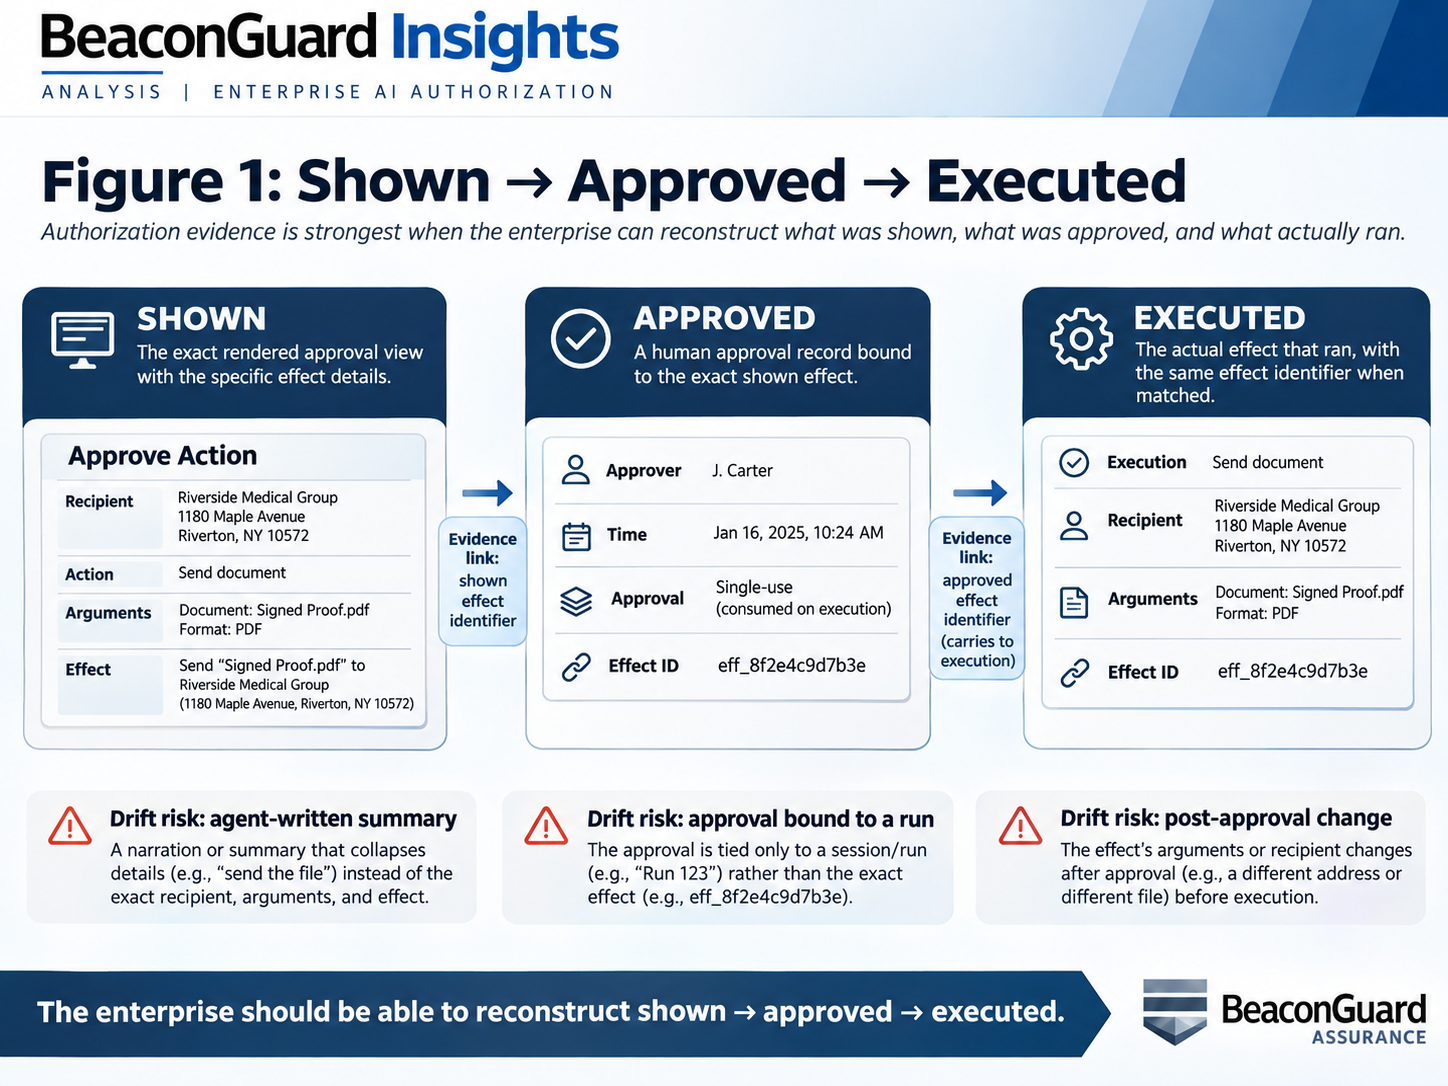 BeaconGuard Insights
ANALYSIS | ENTERPRISE AI AUTHORIZATION
Figure 1: Shown → Approved → Executed
Authorization evidence is strongest when the enterprise can reconstruct what was shown, what was approved, and what actually ran.
SHOWN
The exact rendered approval view
with the specific effect details.
Approve Action
Recipient
Riverside Medical Group
1180 Maple Avenue
Riverton, NY 10572
Action
Send document
Arguments
Document: Signed Proof.pdf
Format: PDF
Effect
Send “Signed Proof.pdf” to
Riverside Medical Group
(1180 Maple Avenue, Riverton, NY 10572)
Evidence
link:
shown
effect
identifier
APPROVED
A human approval record bound
to the exact shown effect.
Approver
J. Carter
Time
Jan 16, 2025, 10:24 AM
Approval
Single-use
(consumed on execution)
Effect ID
eff_8f2e4c9d7b3e
Evidence
link:
approved
effect
identifier
(carries to
execution)
EXECUTED
The actual effect that ran, with
the same effect identifier when
matched.
Execution
Send document
Recipient
Riverside Medical Group
1180 Maple Avenue
Riverton, NY 10572
Arguments
Document: Signed Proof.pdf
Format: PDF
Effect ID
eff_8f2e4c9d7b3e
Drift risk: agent-written summary
A narration or summary that collapses
details (e.g., “send the file”) instead of the
exact recipient, arguments, and effect.
Drift risk: approval bound to a run
The approval is tied only to a session/run
(e.g., “Run 123”) rather than the exact
effect (e.g., eff_8f2e4c9d7b3e).
Drift risk: post-approval change
The effect’s arguments or recipient changes
after approval (e.g., a different address or
different file) before execution.
The enterprise should be able to reconstruct shown → approved → executed.
BeaconGuard
ASSURANCE